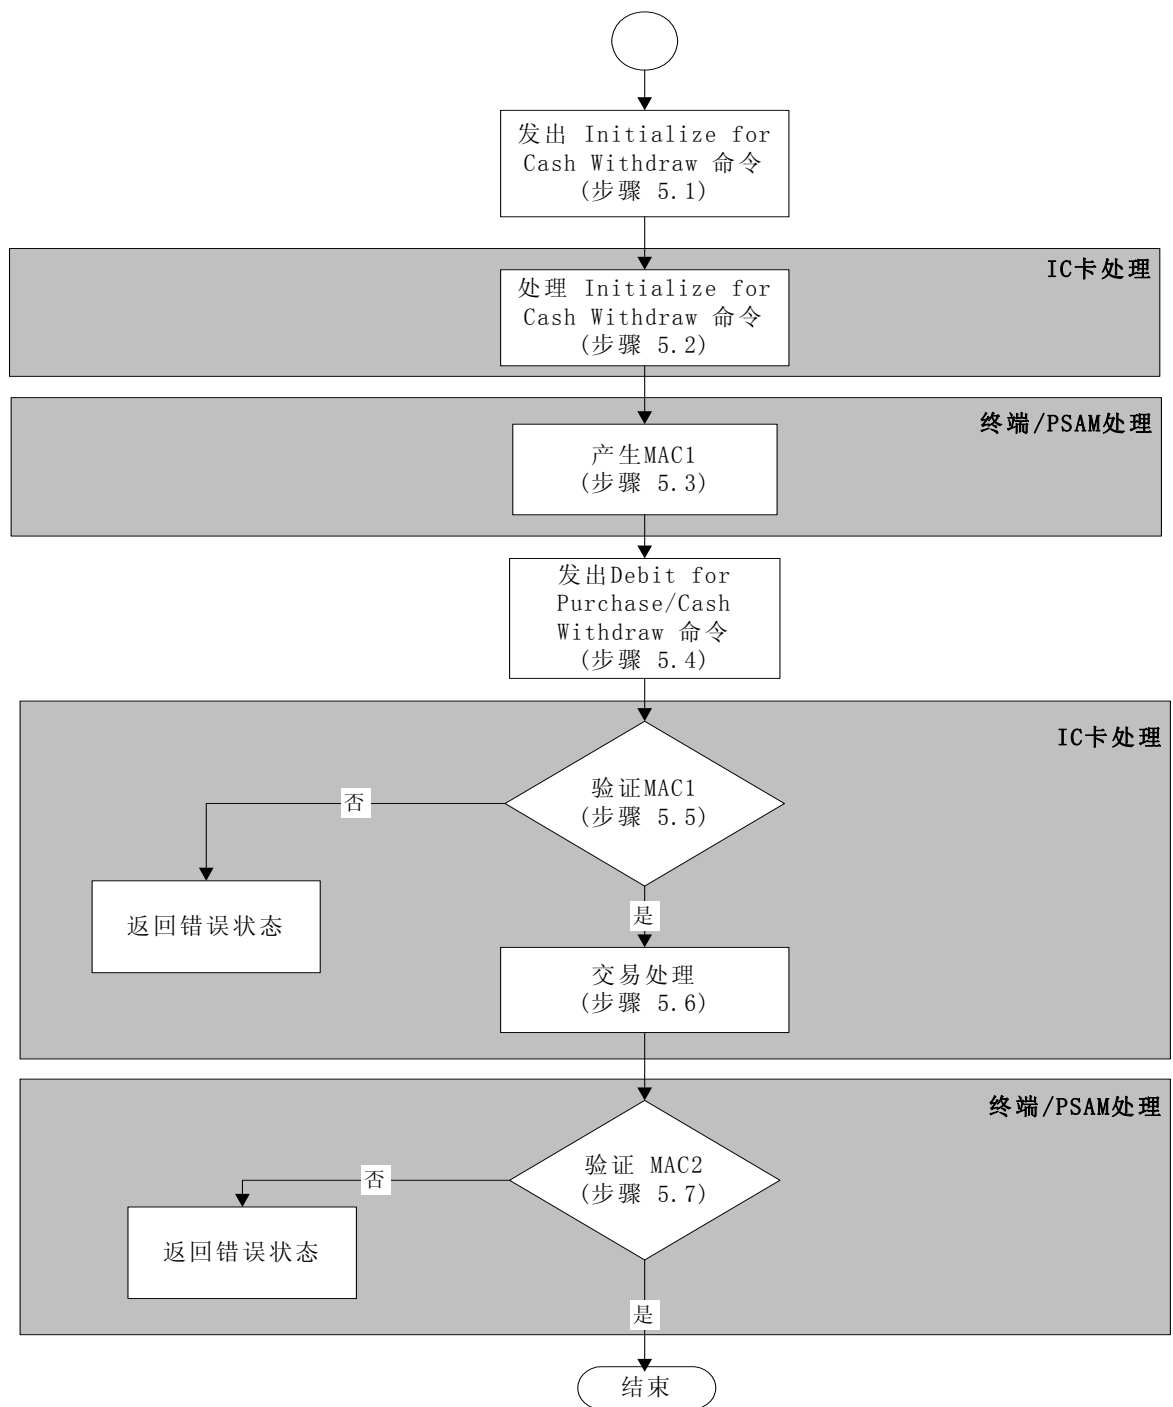 发出 Initialize for
Cash Withdraw 命令
(步骤 5.1)
IC卡处理
处理 Initialize for
Cash Withdraw 命令
(步骤 5.2)
终端/PSAM处理
产生MAC1
(步骤 5.3)
发出Debit for
Purchase/Cash
Withdraw 命令
(步骤 5.4)
IC卡处理
验证MAC1
(步骤 5.5)
否
返回错误状态
是
交易处理
(步骤 5.6)
终端/PSAM处理
验证 MAC2
(步骤 5.7)
否
返回错误状态
是
结束